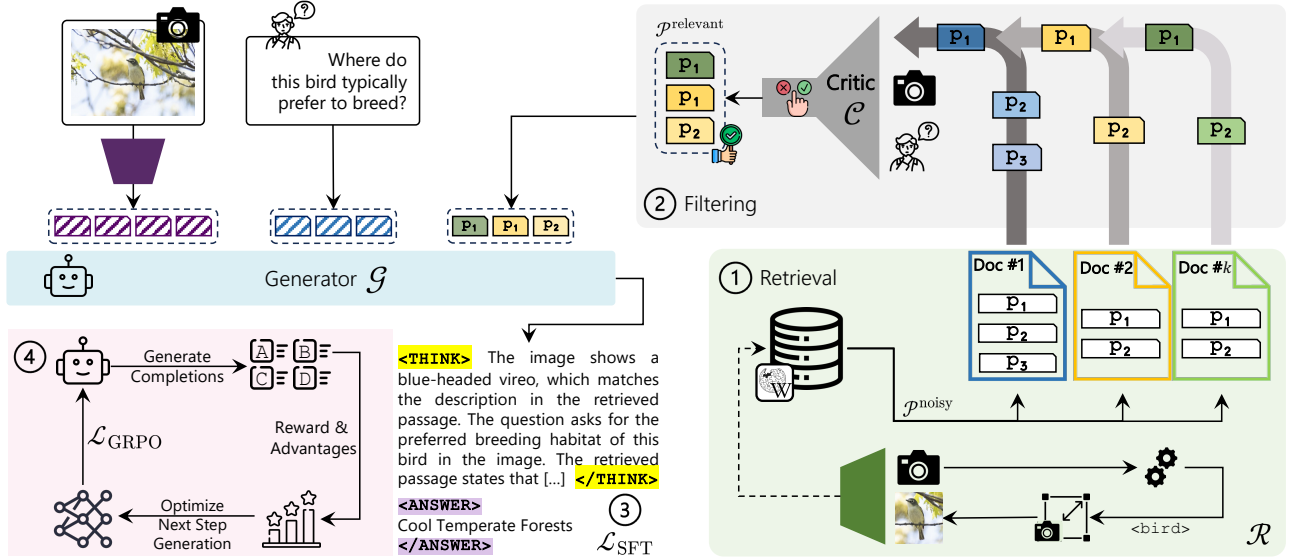 Where do
this bird typically
prefer to breed?
p₁
p₁
p₂
Generator 𝒢
4
Generate
Completions
A B
C D
Reward &
Advantages
ℒGRPO
Optimize
Next Step
Generation
<THINK> The image shows a
blue-headed vireo, which matches
the description in the retrieved
passage. The question asks for the
preferred breeding habitat of this
bird in the image. The retrieved
passage states that [...] </THINK>
<ANSWER>
Cool Temperate Forests
</ANSWER>
3
ℒSFT
𝒫relevant
p₁
p₁
p₂
Critic
𝒞
?
p₁
p₁
p₁
p₂
p₂
p₂
p₃
2 Filtering
1 Retrieval
Doc #1
p₁
p₂
p₃
Doc #2
p₁
p₂
Doc #k
p₁
p₂
W
𝒫noisy
<bird>
ℛ